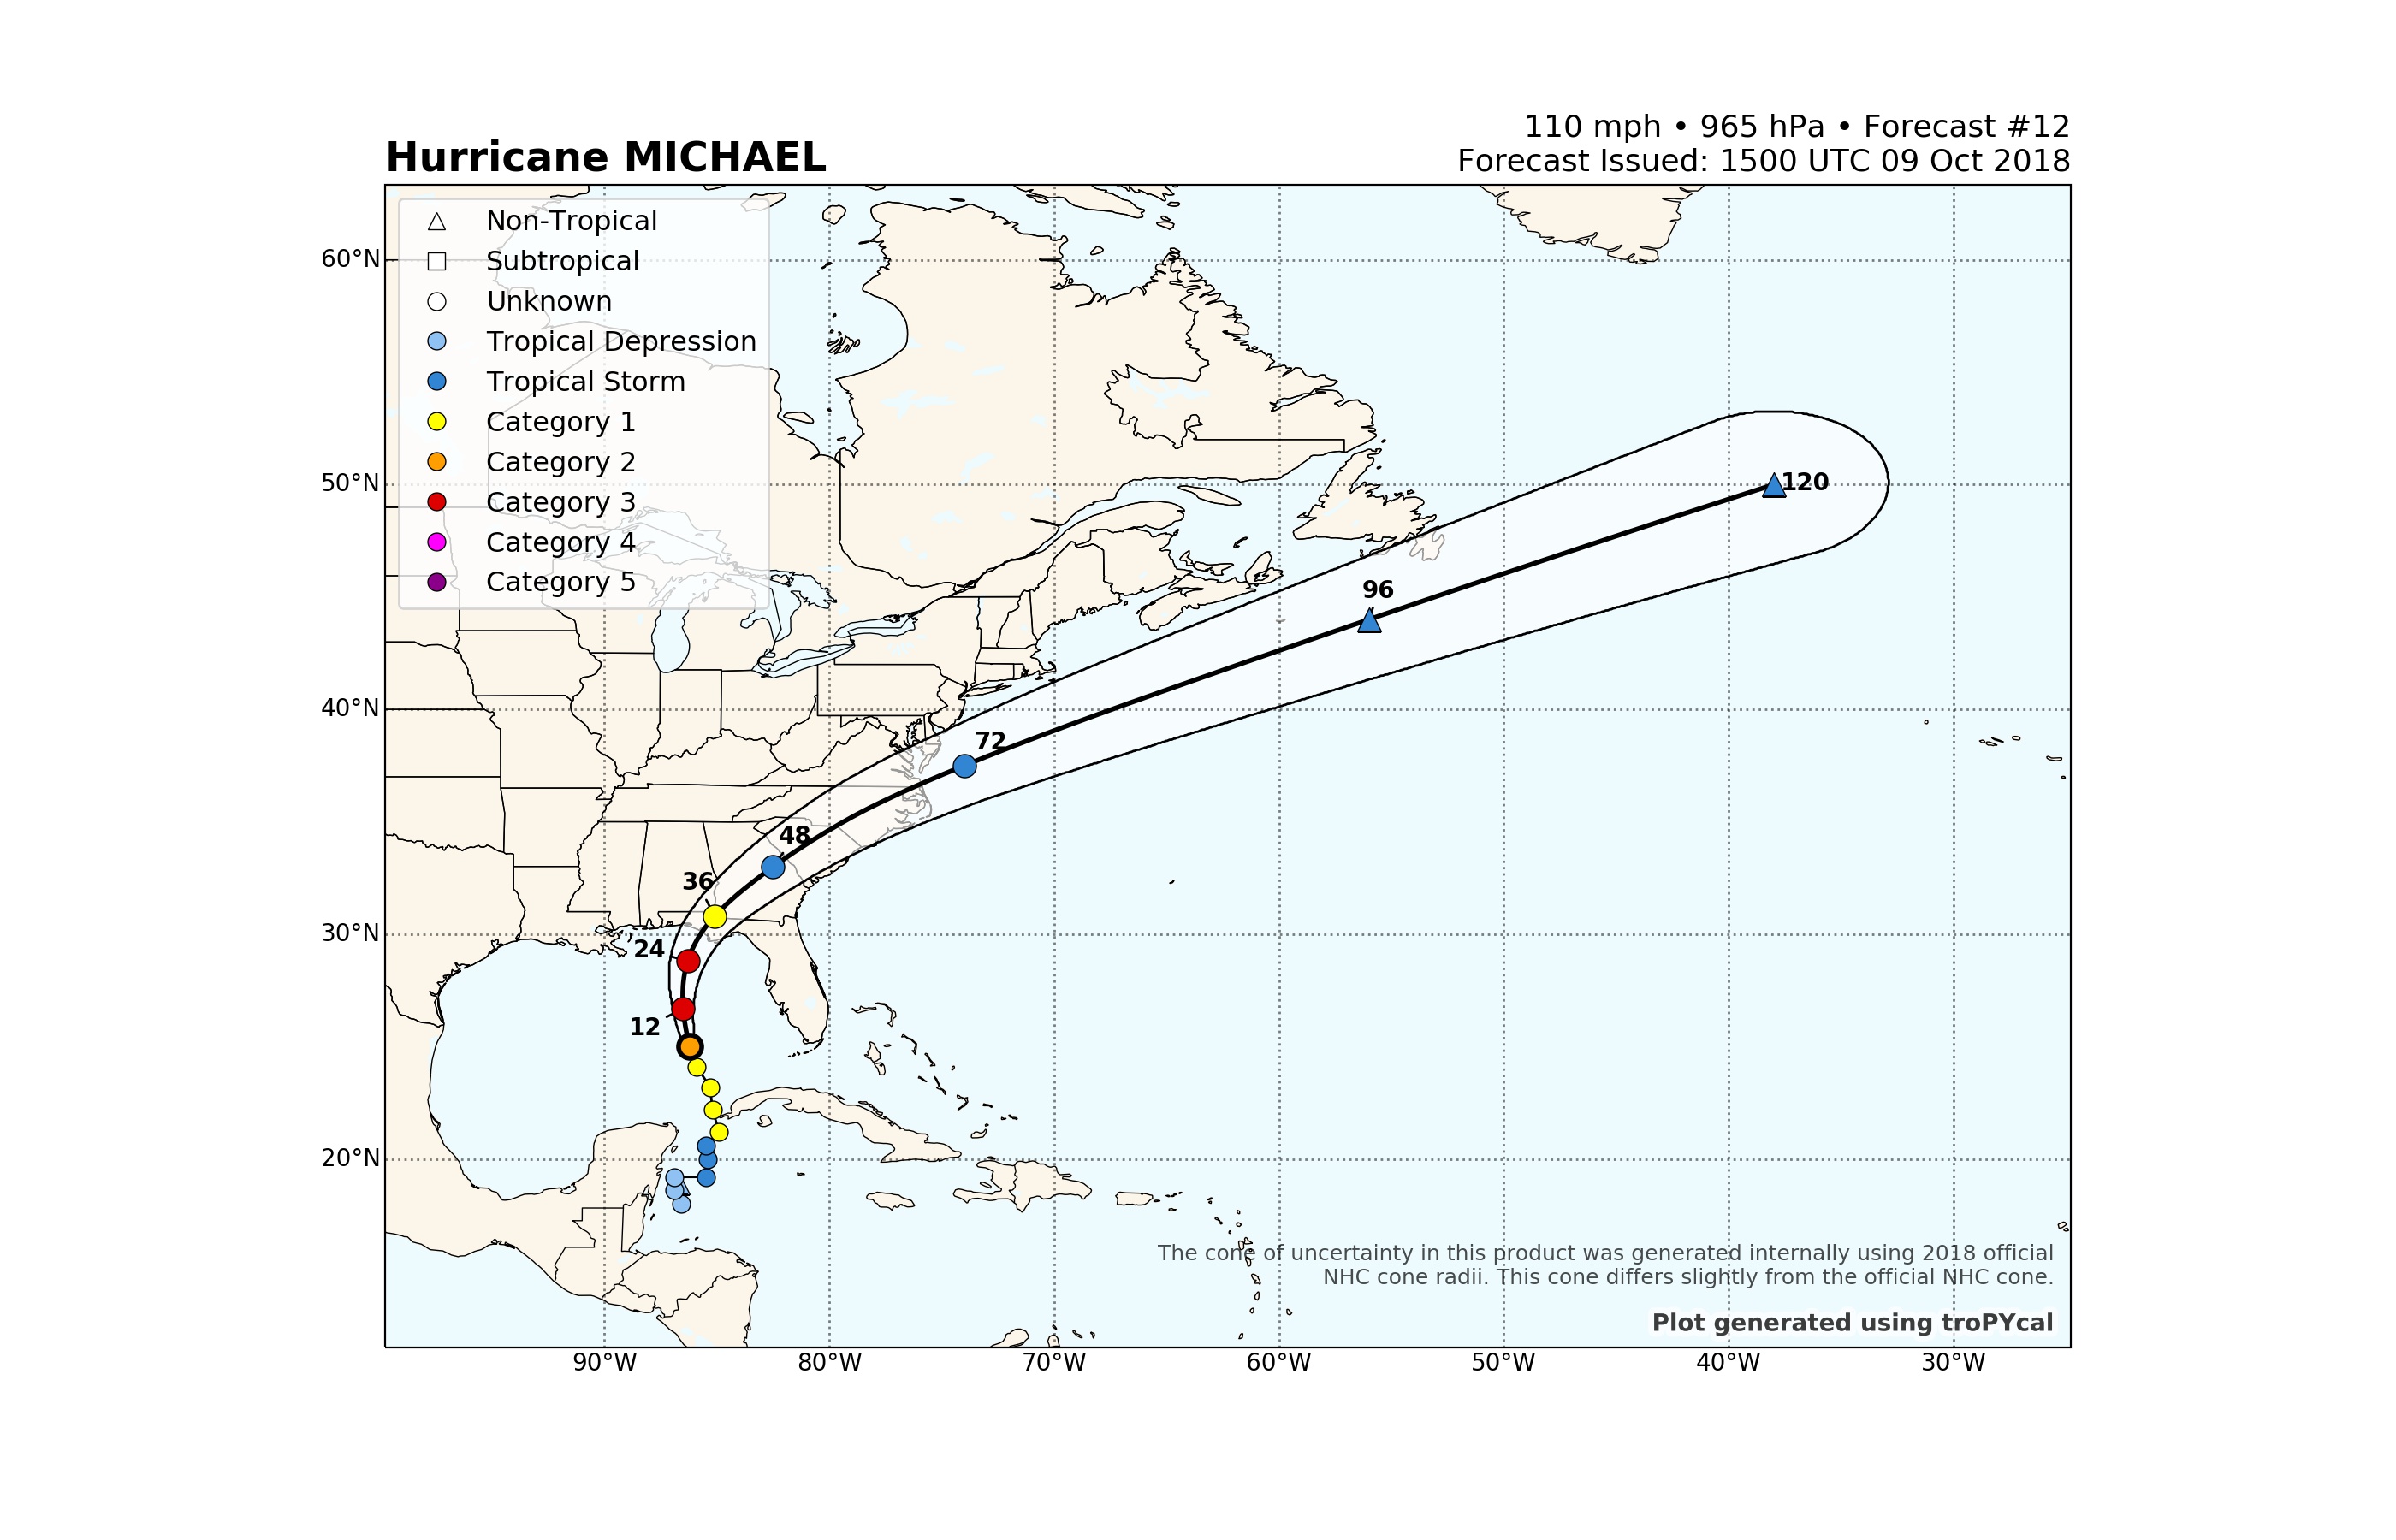 110 mph • 965 hPa • Forecast #12
Hurricane MICHAEL
Forecast Issued: 1500 UTC 09 Oct 2018
Non-Tropical
Subtropical
Unknown
Tropical Depression
Tropical Storm
Category 1
Category 2
Category 3
Category 4
Category 5
60°N
50°N
40°N
30°N
20°N
120
96
72
48
36
24
12
The cone of uncertainty in this product was generated internally using 2018 official
NHC cone radii. This cone differs slightly from the official NHC cone.
Plot generated using troPYcal
90°W
80°W
70°W
60°W
50°W
40°W
30°W